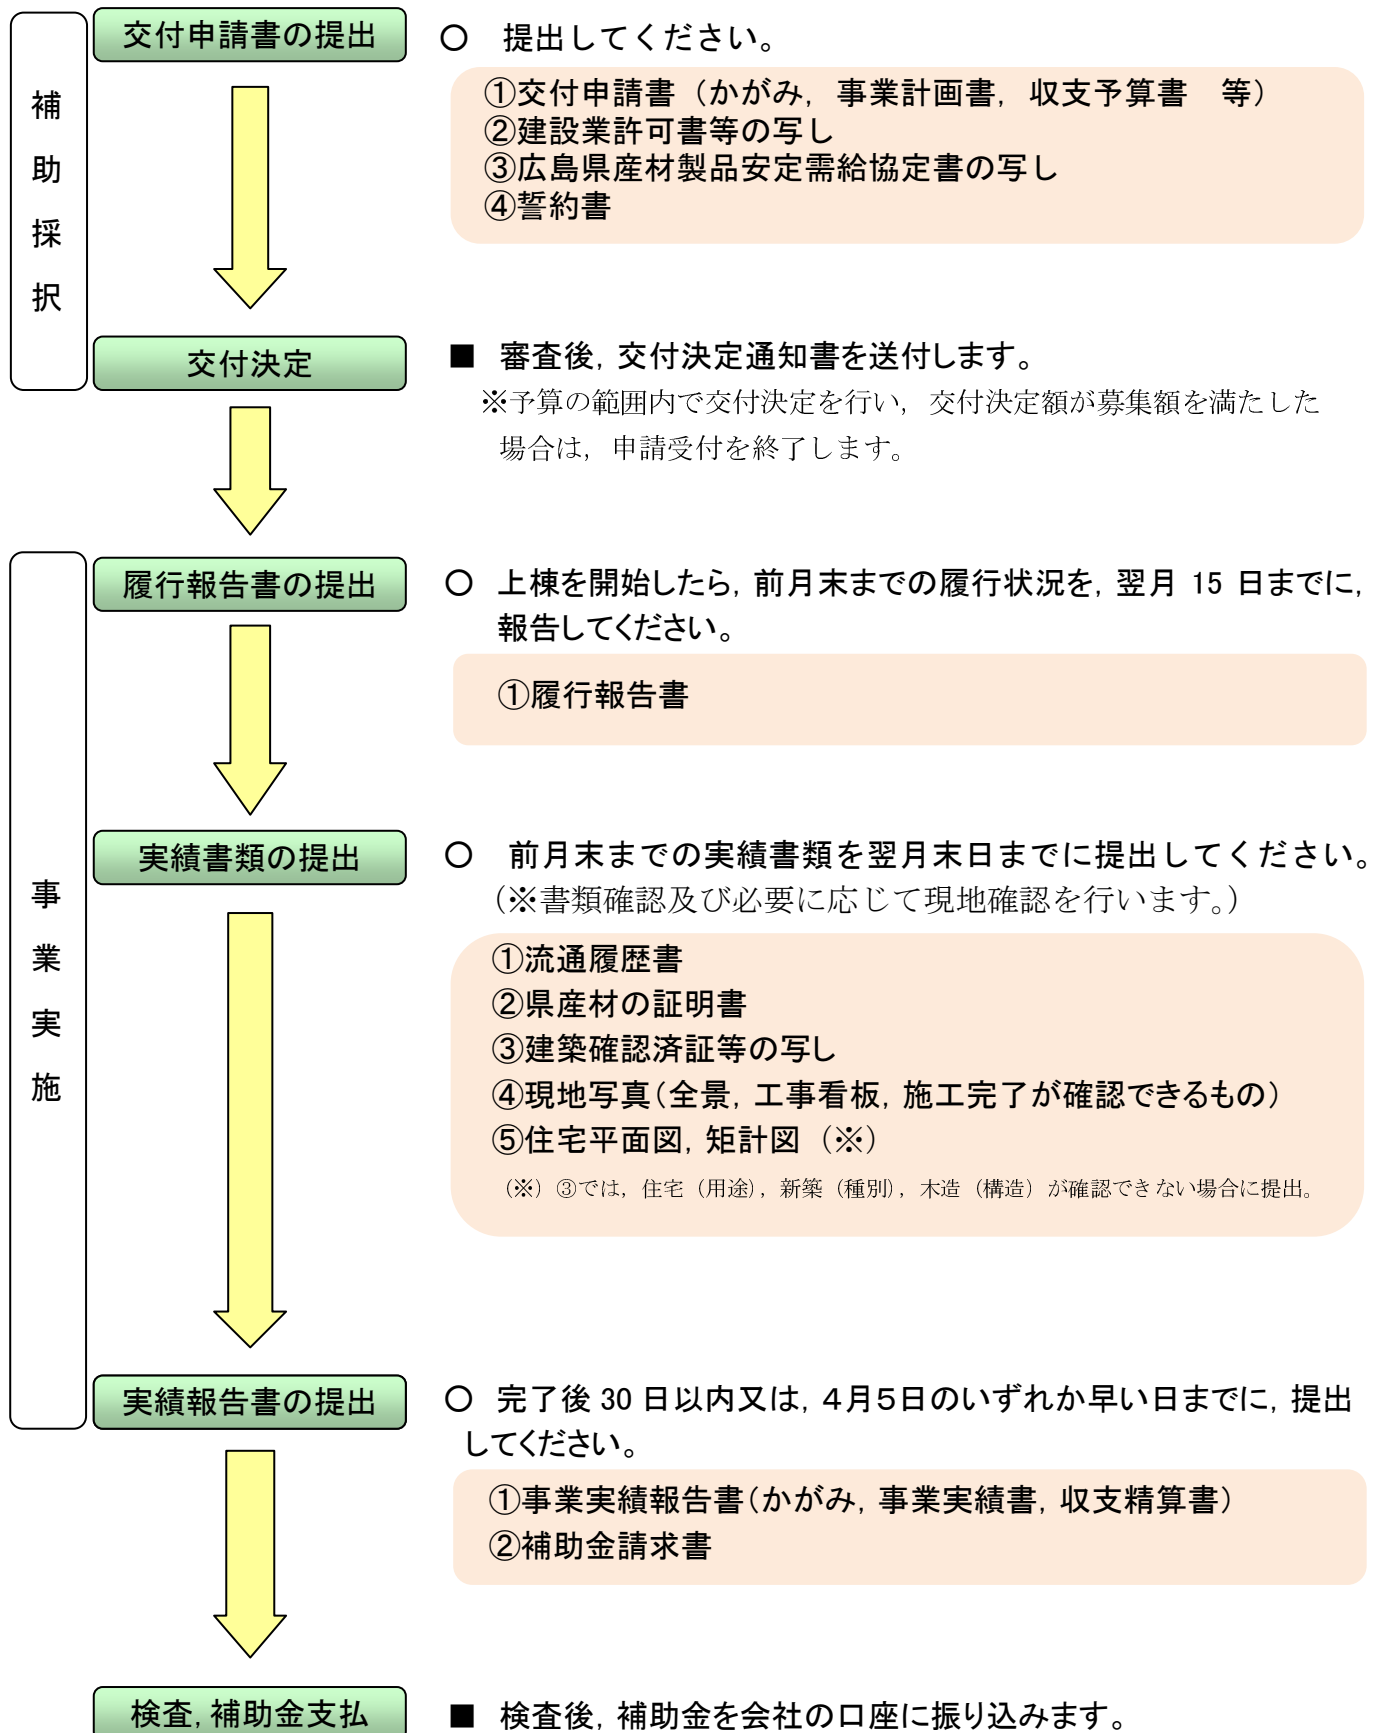 補助採択
交付申請書の提出
○　提出してください。
①交付申請書（かがみ，事業計画書，収支予算書　等）
②建設業許可書等の写し
③広島県産材製品安定需給協定書の写し
④誓約書
交付決定
■　審査後，交付決定通知書を送付します。
※予算の範囲内で交付決定を行い，交付決定額が募集額を満たした
場合は，申請受付を終了します。
事業実施
履行報告書の提出
○　上棟を開始したら，前月末までの履行状況を，翌月 15 日までに，
報告してください。
①履行報告書
実績書類の提出
○　前月末までの実績書類を翌月末日までに提出してください。
（※書類確認及び必要に応じて現地確認を行います。）
①流通履歴書
②県産材の証明書
③建築確認済証等の写し
④現地写真（全景，工事看板，施工完了が確認できるもの）
⑤住宅平面図，矩計図（※）
（※）③では，住宅（用途），新築（種別），木造（構造）が確認できない場合に提出。
実績報告書の提出
○　完了後 30 日以内又は，４月５日のいずれか早い日までに，提出
してください。
①事業実績報告書（かがみ，事業実績書，収支精算書）
②補助金請求書
検査，補助金支払
■　検査後，補助金を会社の口座に振り込みます。